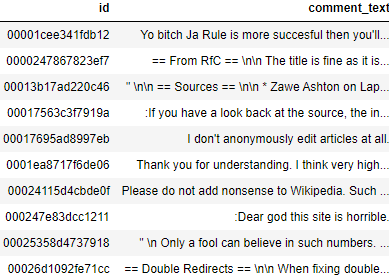 id comment_text
00001cee341fdb12 Yo bitch Ja Rule is more succesful then you'll...
0000247867823ef7 == From RfC == \n\n The title is fine as it is...
00013b17ad220c46 " \n\n == Sources == \n\n * Zawe Ashton on Lap...
00017563c3f7919a :If you have a look back at the source, the in...
00017695ad8997eb I don't anonymously edit articles at all.
0001ea8717f6de06 Thank you for understanding. I think very high...
00024115d4cbde0f Please do not add nonsense to Wikipedia. Such ...
000247e83dcc1211 :Dear god this site is horrible.
00025358d4737918 " \n Only a fool can believe in such numbers. ...
00026d1092fe71cc == Double Redirects == \n\n When fixing double...